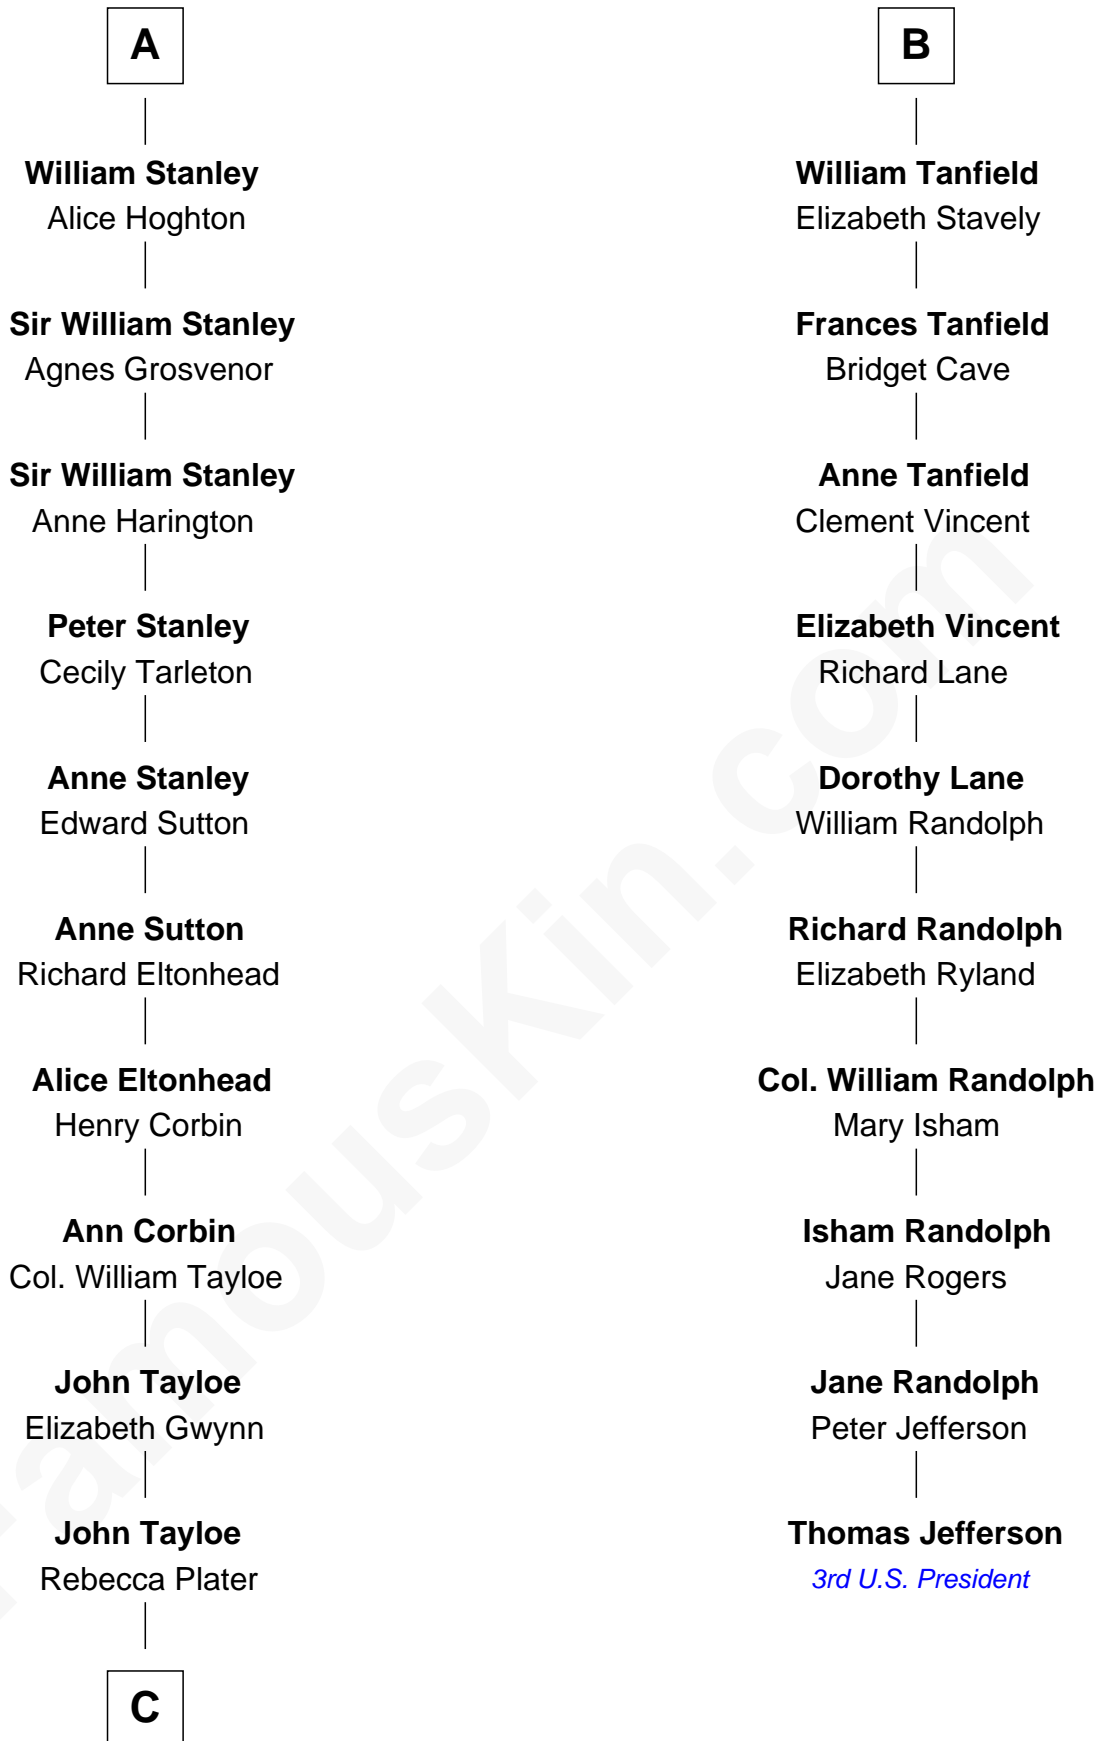 A
William Stanley
Alice Hoghton
Sir William Stanley
Agnes Grosvenor
Sir William Stanley
Anne Harington
Peter Stanley
Cecily Tarleton
Anne Stanley
Edward Sutton
Anne Sutton
Richard Eltonhead
Alice Eltonhead
Henry Corbin
Ann Corbin
Col. William Tayloe
John Tayloe
Elizabeth Gwynn
John Tayloe
Rebecca Plater
C
B
William Tanfield
Elizabeth Stavely
Frances Tanfield
Bridget Cave
Anne Tanfield
Clement Vincent
Elizabeth Vincent
Richard Lane
Dorothy Lane
William Randolph
Richard Randolph
Elizabeth Ryland
Col. William Randolph
Mary Isham
Isham Randolph
Jane Rogers
Jane Randolph
Peter Jefferson
Thomas Jefferson
3rd U.S. President
FamousKin.com